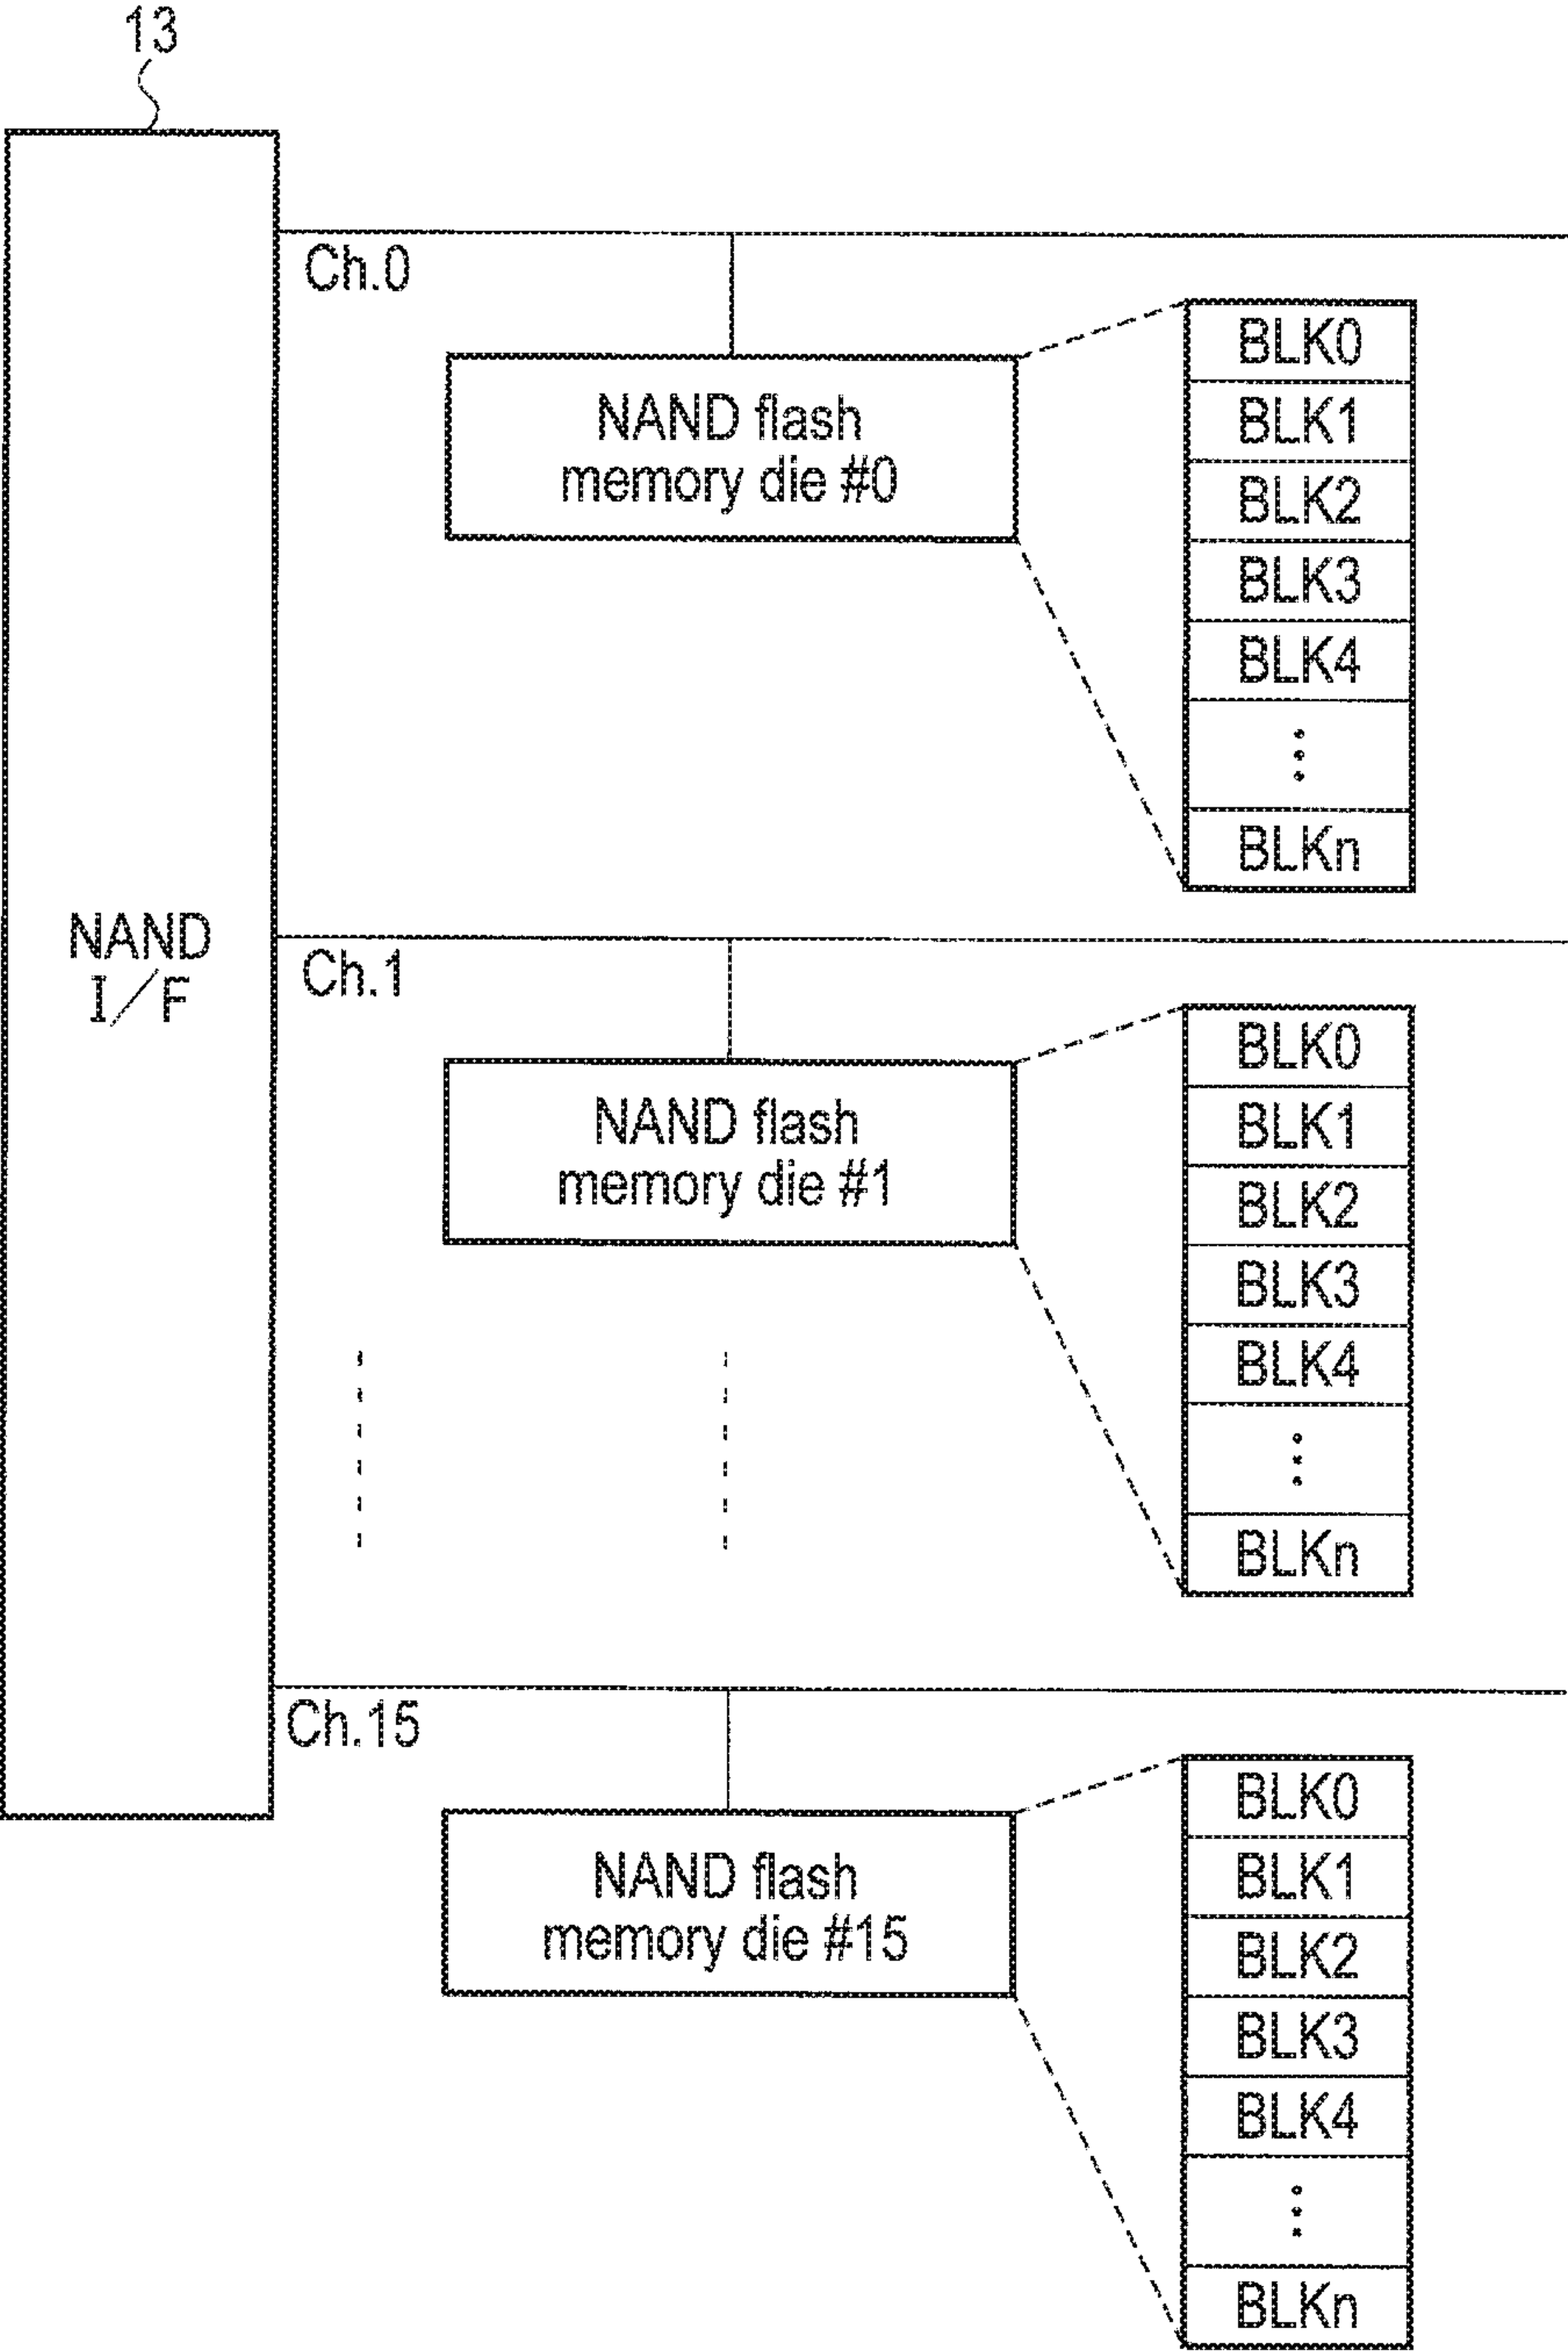 13
NAND
I/F
Ch.0
NAND flash
memory die #0
BLK0
BLK1
BLK2
BLK3
BLK4
BLKn
Ch.1
NAND flash
memory die #1
BLK0
BLK1
BLK2
BLK3
BLK4
BLKn
Ch.15
NAND flash
memory die #15
BLK0
BLK1
BLK2
BLK3
BLK4
BLKn